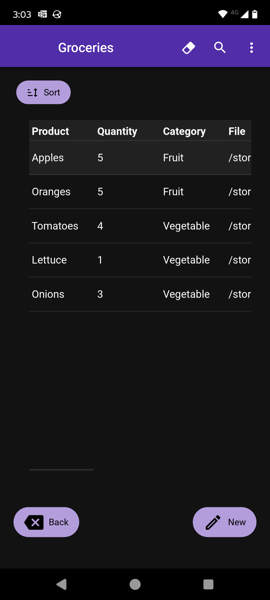 3:03
4G
Groceries
Sort
Product Quantity Category File
Apples 5 Fruit /stor
Oranges 5 Fruit /stor
Tomatoes 4 Vegetable /stor
Lettuce 1 Vegetable /stor
Onions 3 Vegetable /stor
Back New